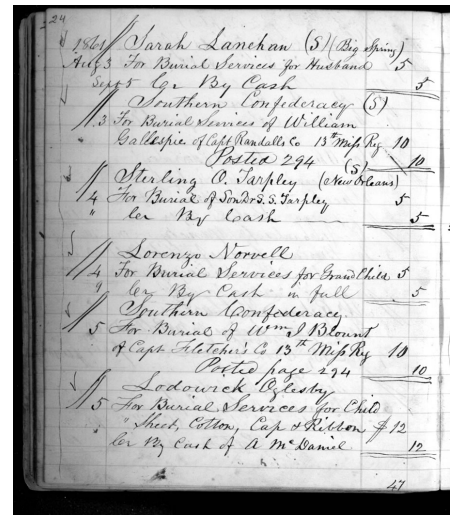 24
1861 Sarah Lanehan (S) (Big Spring)
Aug 3 For Burial Services for Husband 5
Sept 5 Cr By Cash 5
Southern Confederacy (S)
3 For Burial Services of William
Gallespie of Capt Randalls Co 13th Miss Reg 10
Posted 294 10
Sterling O. Tarpley (S) (New Orleans)
4 For Burial of Son Dr S. S. Tarpley 5
" Cr By Cash 5
Lorenzo Norvell
4 For Burial Services for Grand Child 5
9 Cr By Cash in full 5
Southern Confederacy
5 For Burial of Wm J Blount
of Capt Fletcher's Co 13th Miss Reg 10
Posted page 294 10
Lodowick Oglesby
5 For Burial Services for Child
" Sheet, Cotton, Cap & Ribbon $12
Cr By Cash of A McDaniel 12
47